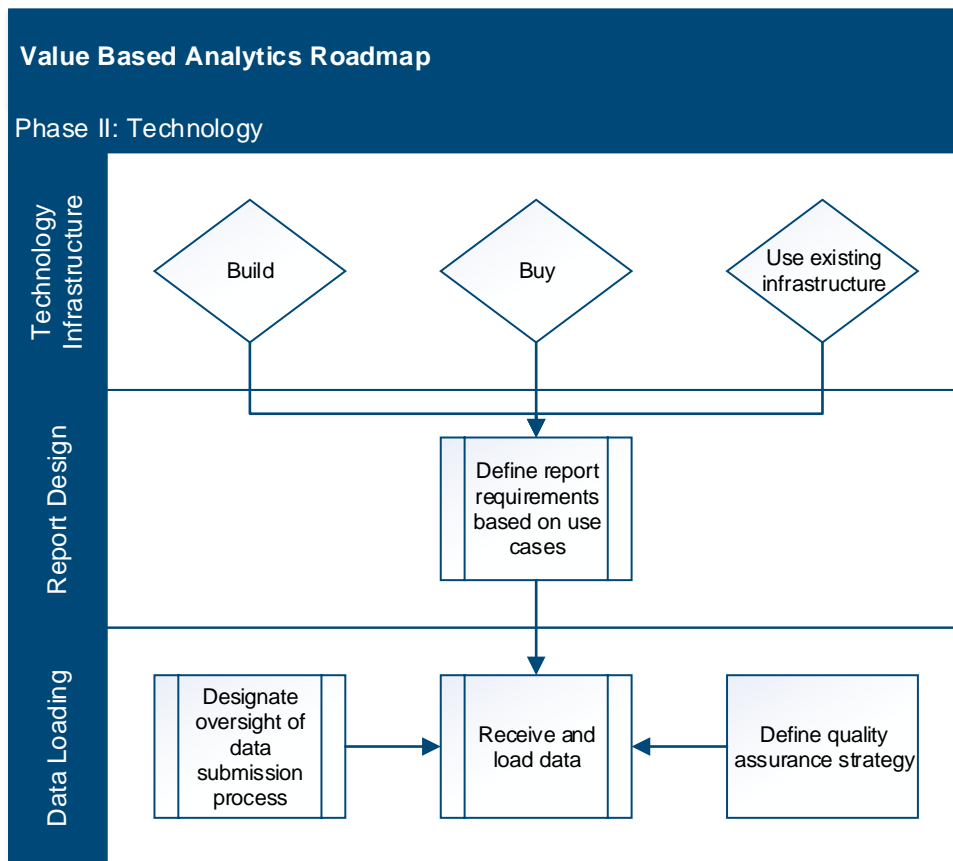 Value Based Analytics Roadmap
Phase II: Technology
Technology
Infrastructure
Build
Buy
Use existing
infrastructure
Report Design
Define report
requirements
based on use
cases
Data Loading
Designate
oversight of
data
submission
process
Receive and
load data
Define quality
assurance strategy